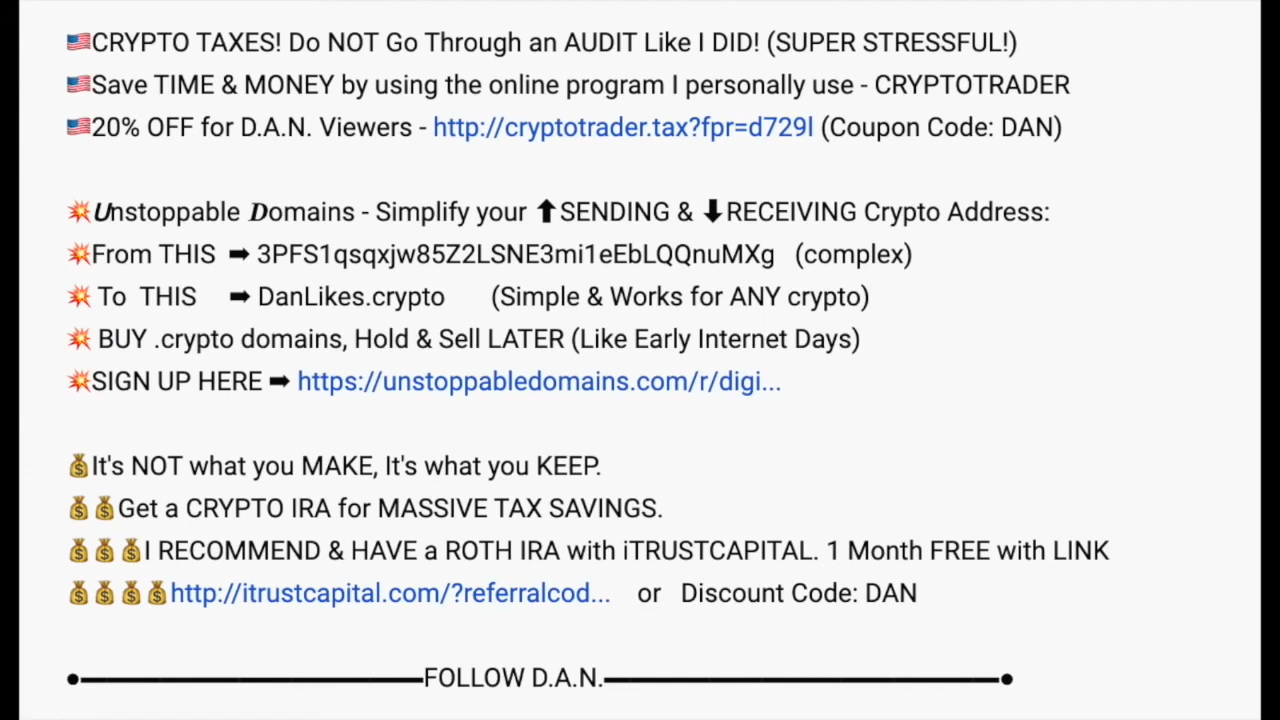 🇺🇸CRYPTO TAXES! Do NOT Go Through an AUDIT Like I DID! (SUPER STRESSFUL!)
🇺🇸Save TIME & MONEY by using the online program I personally use - CRYPTOTRADER
🇺🇸20% OFF for D.A.N. Viewers - http://cryptotrader.tax?fpr=d729l (Coupon Code: DAN)
💥𝙐nstoppable 𝑫omains - Simplify your ⬆SENDING & ⬇RECEIVING Crypto Address:
💥From THIS ➡ 3PFS1qsqxjw85Z2LSNE3mi1eEbLQQnuMXg (complex)
💥 To THIS ➡ DanLikes.crypto (Simple & Works for ANY crypto)
💥 BUY .crypto domains, Hold & Sell LATER (Like Early Internet Days)
💥SIGN UP HERE ➡ https://unstoppabledomains.com/r/digi...
💰It's NOT what you MAKE, It's what you KEEP.
💰💰Get a CRYPTO IRA for MASSIVE TAX SAVINGS.
💰💰💰I RECOMMEND & HAVE a ROTH IRA with iTRUSTCAPITAL. 1 Month FREE with LINK
💰💰💰💰http://itrustcapital.com/?referralcod... or Discount Code: DAN
●▬▬▬▬▬▬▬▬▬▬▬▬▬FOLLOW D.A.N.▬▬▬▬▬▬▬▬▬▬▬▬▬▬●